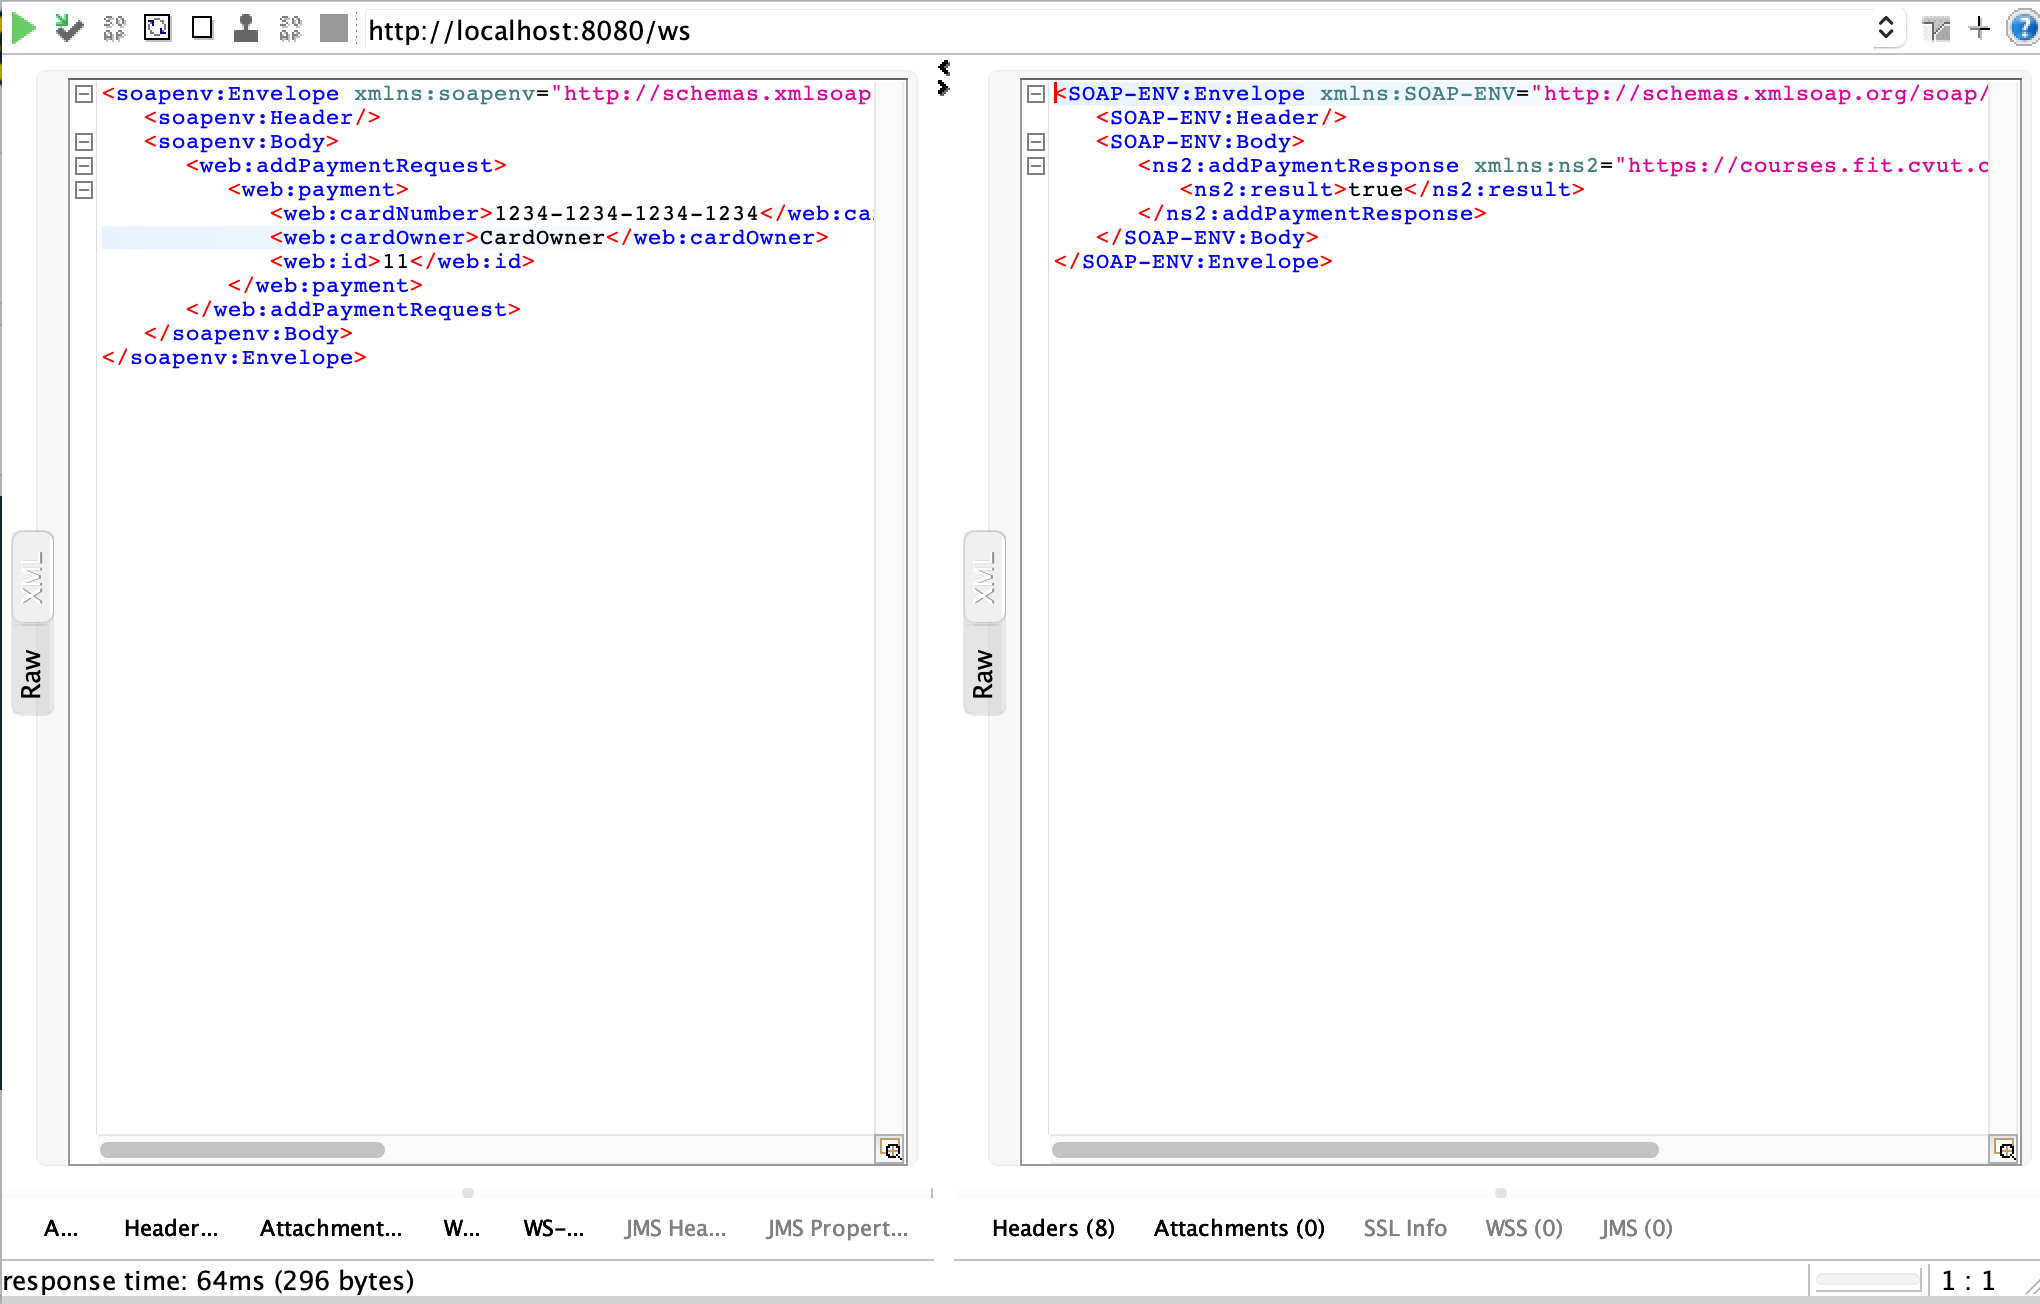 http://localhost:8080/ws
<soapenv:Envelope xmlns:soapenv="http://schemas.xmlsoap
<soapenv:Header/>
<soapenv:Body>
<web:addPaymentRequest>
<web:payment>
<web:cardNumber>1234-1234-1234-1234</web:ca
<web:cardOwner>CardOwner</web:cardOwner>
<web:id>11</web:id>
</web:payment>
</web:addPaymentRequest>
</soapenv:Body>
</soapenv:Envelope>
<SOAP-ENV:Envelope xmlns:SOAP-ENV="http://schemas.xmlsoap.org/soap/
<SOAP-ENV:Header/>
<SOAP-ENV:Body>
<ns2:addPaymentResponse xmlns:ns2="https://courses.fit.cvut.c
<ns2:result>true</ns2:result>
</ns2:addPaymentResponse>
</SOAP-ENV:Body>
</SOAP-ENV:Envelope>
XML
Raw
XML
Raw
A... Header... Attachment... W... WS-... JMS Hea... JMS Propert...
Headers (8) Attachments (0) SSL Info WSS (0) JMS (0)
response time: 64ms (296 bytes)
1 : 1